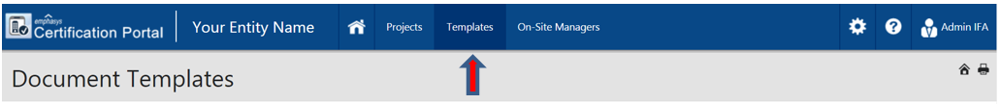 emphasys
Certification Portal
Your Entity Name
Projects
Templates
On-Site Managers
?
Admin IFA
Document Templates